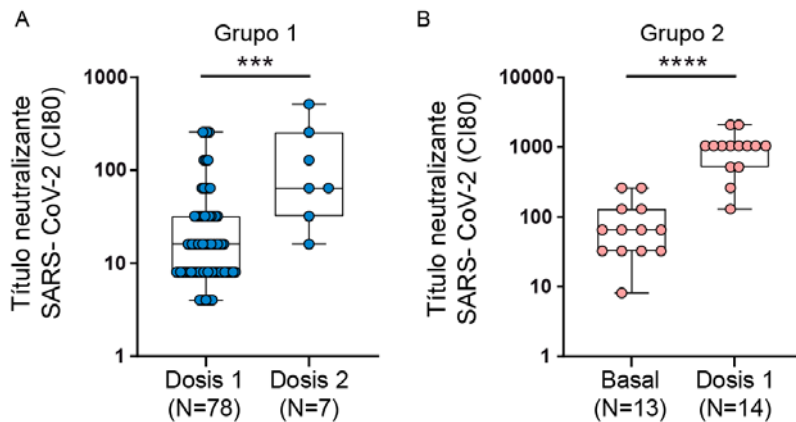 A
Grupo 1
***
Título neutralizante
SARS- CoV-2 (CI80)
1000
100
10
1
Dosis 1
(N=78)
Dosis 2
(N=7)
B
Grupo 2
****
Título neutralizante
SARS- CoV-2 (CI80)
10000
1000
100
10
1
Basal
(N=13)
Dosis 1
(N=14)